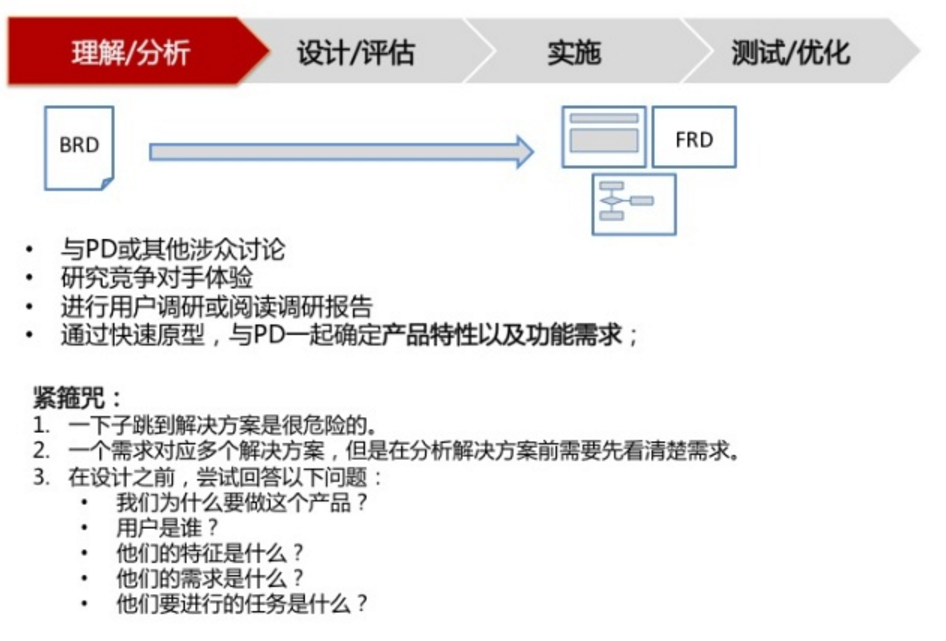 理解/分析
设计/评估
实施
测试/优化
BRD
FRD
• 与PD或其他涉众讨论
• 研究竞争对手体验
• 进行用户调研或阅读调研报告
• 通过快速原型，与PD一起确定产品特性以及功能需求；
紧箍咒：
1. 一下子跳到解决方案是很危险的。
2. 一个需求对应多个解决方案，但是在分析解决方案前需要先看清楚需求。
3. 在设计之前，尝试回答以下问题：
• 我们为什么要做这个产品？
• 用户是谁？
• 他们的特征是什么？
• 他们的需求是什么？
• 他们要进行的任务是什么？